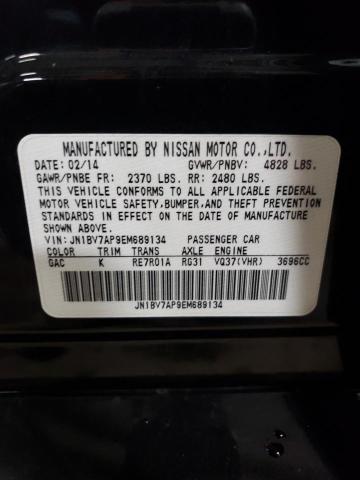 MANUFACTURED BY NISSAN MOTOR CO.,LTD.
DATE: 02/14 GVWR/PNBV: 4828 LBS.
GAWR/PNBE FR: 2370 LBS. RR: 2480 LBS.
THIS VEHICLE CONFORMS TO ALL APPLICABLE FEDERAL
MOTOR VEHICLE SAFETY,BUMPER,AND THEFT PREVENTION
STANDARDS IN EFFECT ON THE DATE OF MANUFACTURE
SHOWN ABOVE.
VIN: JN1BV7AP9EM689134 PASSENGER CAR
COLOR TRIM TRANS AXLE ENGINE
GAC K RE7R01A RG31 VQ37(VHR) 3696CC
JN1BV7AP9EM689134